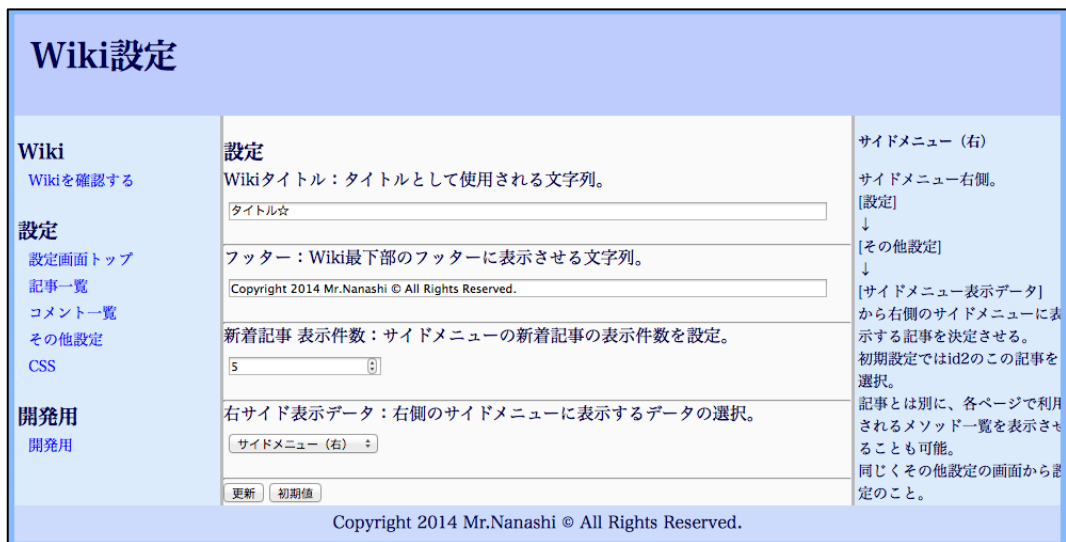 Wiki設定
Wiki
Wikiを確認する
設定
設定画面トップ
記事一覧
コメント一覧
その他設定
CSS
開発用
開発用
設定
Wikiタイトル：タイトルとして使用される文字列。
タイトル☆
フッター：Wiki最下部のフッターに表示させる文字列。
Copyright 2014 Mr.Nanashi © All Rights Reserved.
新着記事 表示件数：サイドメニューの新着記事の表示件数を設定。
5
右サイド表示データ：右側のサイドメニューに表示するデータの選択。
サイドメニュー（右）
更新 初期値
サイドメニュー（右）
サイドメニュー右側。
[設定]
↓
[その他設定]
↓
[サイドメニュー表示データ]
から右側のサイドメニューに表
示する記事を決定させる。
初期設定ではid2のこの記事を
選択。
記事とは別に、各ページで利用
されるメソッド一覧を表示させ
ることも可能。
同じくその他設定の画面から設
定のこと。
Copyright 2014 Mr.Nanashi © All Rights Reserved.